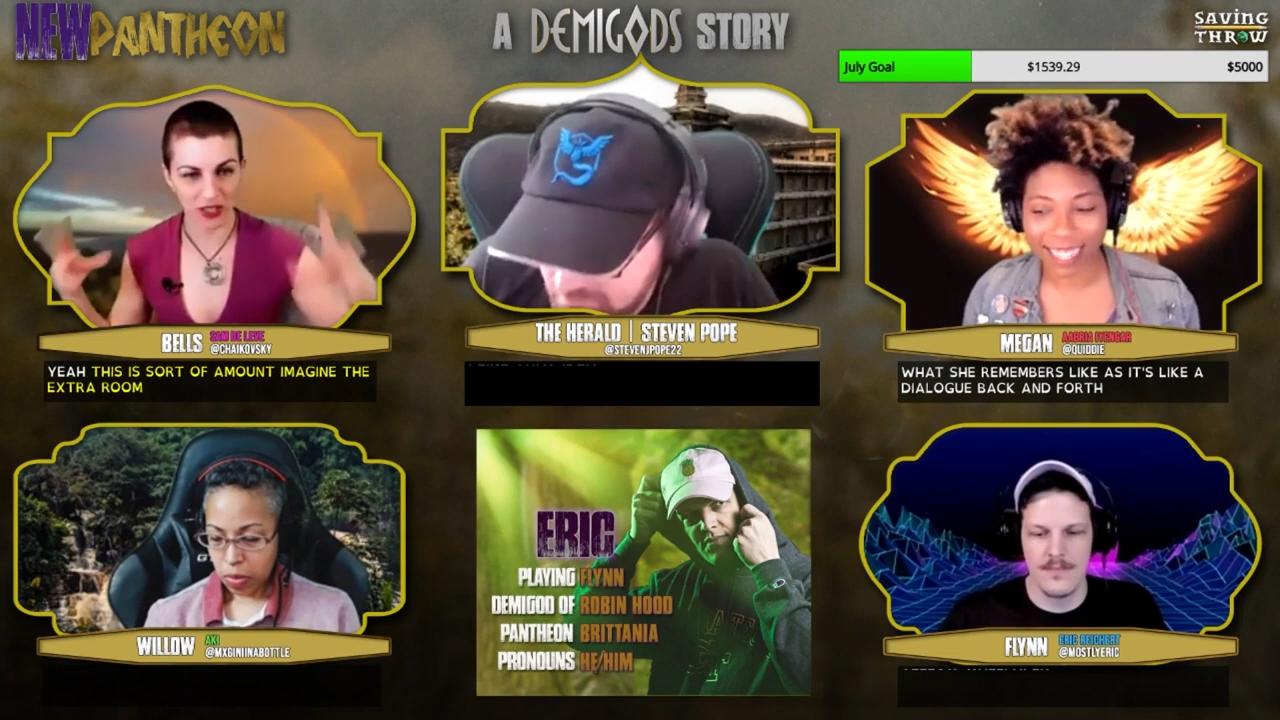 NEW PANTHEON
A DEMIGODS STORY
SAVING THROW
July Goal $1539.29 $5000
BELLS SAM DE LEVE
@CHAIKOVSKY
THE HERALD | STEVEN POPE
@STEVENJPOPE22
MEGAN AABRIA IYENGAR
@QUIDDIE
YEAH THIS IS SORT OF AMOUNT IMAGINE THE
EXTRA ROOM
WHAT SHE REMEMBERS LIKE AS IT'S LIKE A
DIALOGUE BACK AND FORTH
ERIC
PLAYING FLYNN
DEMIGOD OF ROBIN HOOD
PANTHEON BRITTANIA
PRONOUNS HE/HIM
WILLOW AKI
@MXGINIINABOTTLE
FLYNN ERIC REICHERT
@MOSTLYERIC